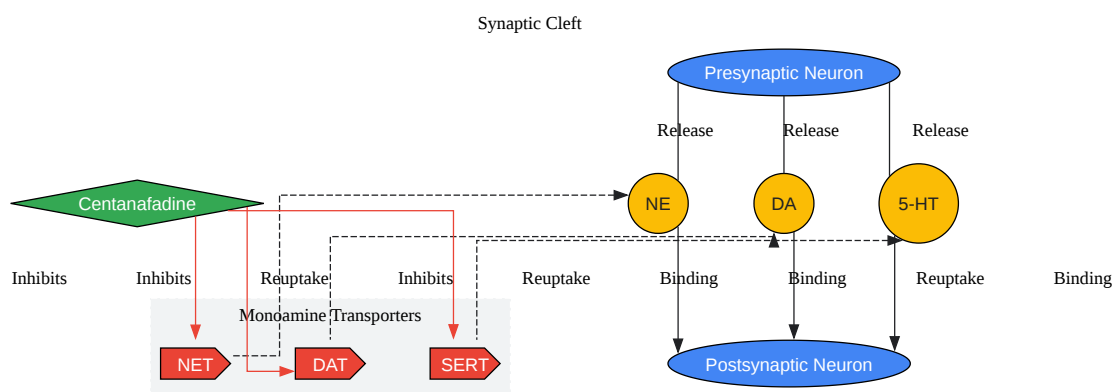 Synaptic Cleft
Presynaptic Neuron
Release
Release
Release
Centanafadine
NE
DA
5-HT
Inhibits
Inhibits
Reuptake
Inhibits
Reuptake
Binding
Binding
Reuptake
Binding
Monoamine Transporters
NET
DAT
SERT
Postsynaptic Neuron